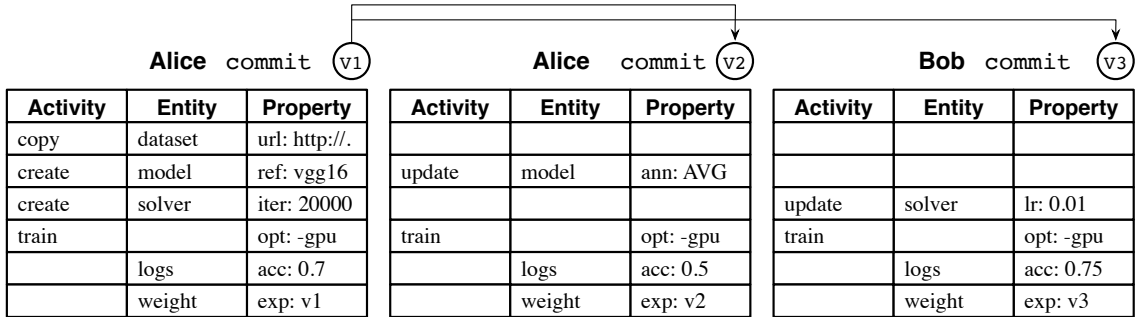 Alice commit v1 Alice commit v2 Bob commit v3
Activity Entity Property Activity Entity Property Activity Entity Property
copy dataset url: http://.
create model ref: vgg16 update model ann: AVG
create solver iter: 20000 update solver lr: 0.01
train opt: -gpu train opt: -gpu train opt: -gpu
logs acc: 0.7 logs acc: 0.5 logs acc: 0.75
weight exp: v1 weight exp: v2 weight exp: v3